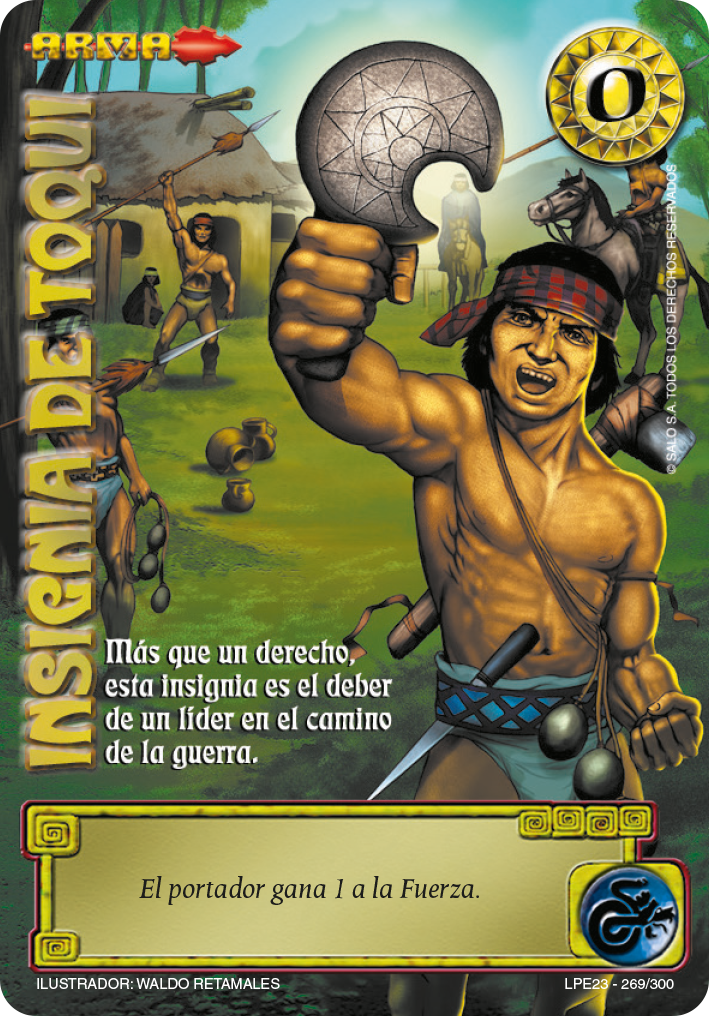 ARMA
0
INSIGNIA DE TOQUI
© SALO S.A. TODOS LOS DERECHOS RESERVADOS
Más que un derecho,
esta insignia es el deber
de un líder en el camino
de la guerra.
El portador gana 1 a la Fuerza.
ILUSTRADOR: WALDO RETAMALES
LPE23 - 269/300